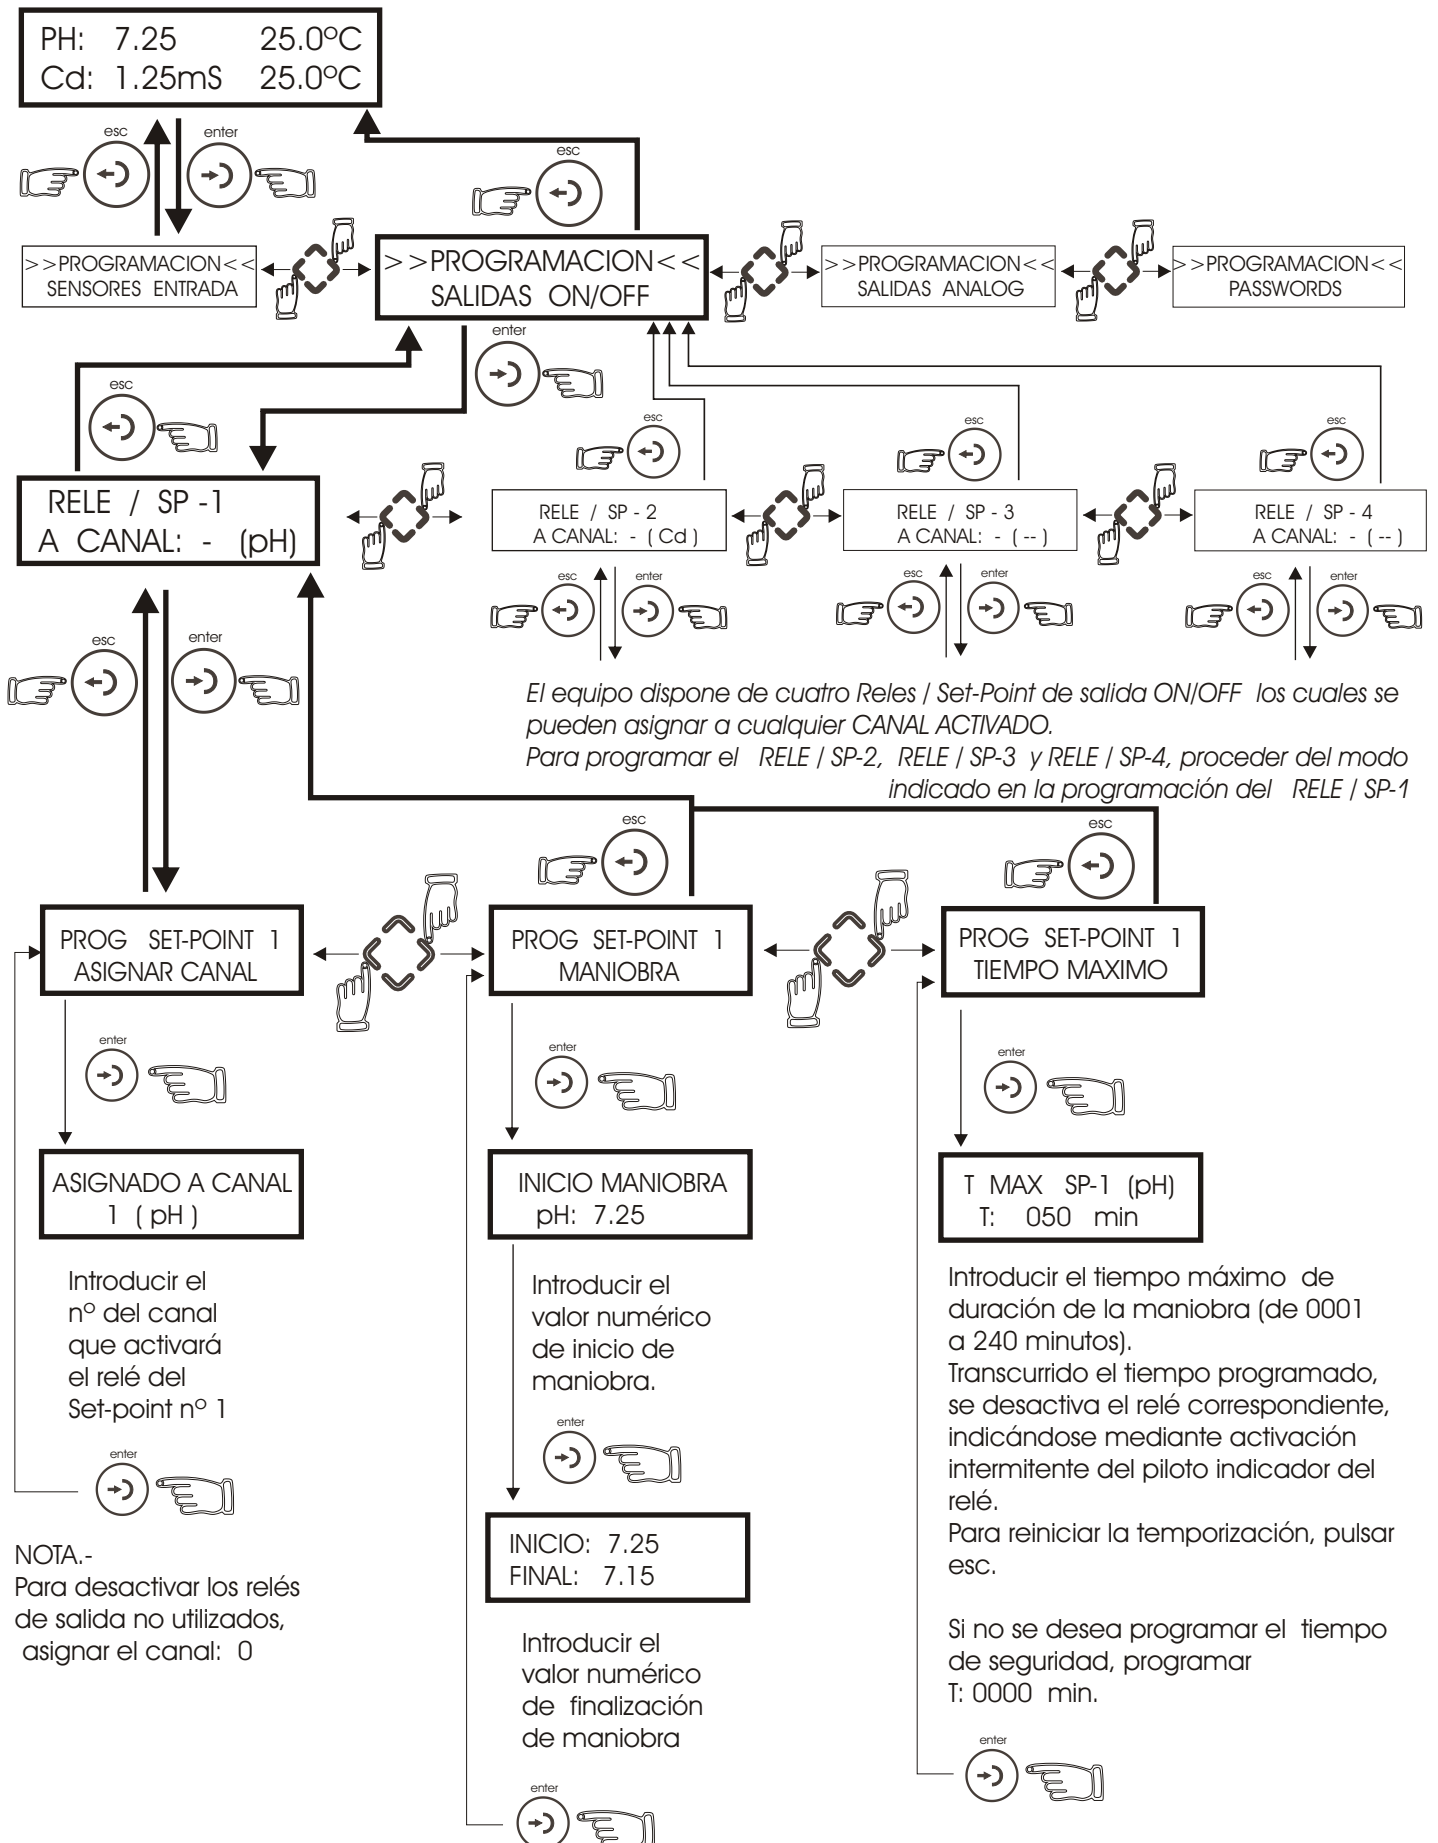 PH: 7.25 25.0ºC
Cd: 1.25mS 25.0ºC
esc
enter
esc
>>PROGRAMACION<<
SENSORES ENTRADA
>>PROGRAMACION<<
SALIDAS ON/OFF
>>PROGRAMACION<<
SALIDAS ANALOG
>>PROGRAMACION<<
PASSWORDS
enter
esc
esc
esc
esc
RELE / SP -1
A CANAL: - (pH)
RELE / SP - 2
A CANAL: - ( Cd )
RELE / SP - 3
A CANAL: - ( -- )
RELE / SP - 4
A CANAL: - ( -- )
esc
enter
esc
enter
esc
enter
esc
enter
El equipo dispone de cuatro Reles / Set-Point de salida ON/OFF los cuales se
pueden asignar a cualquier CANAL ACTIVADO.
Para programar el RELE / SP-2, RELE / SP-3 y RELE / SP-4, proceder del modo
indicado en la programación del RELE / SP-1
esc
esc
PROG SET-POINT 1
ASIGNAR CANAL
PROG SET-POINT 1
MANIOBRA
PROG SET-POINT 1
TIEMPO MAXIMO
enter
enter
enter
ASIGNADO A CANAL
1 ( pH )
Introducir el
nº del canal
que activará
el relé del
Set-point nº 1
enter
NOTA.-
Para desactivar los relés
de salida no utilizados,
asignar el canal: 0
INICIO MANIOBRA
pH: 7.25
Introducir el
valor numérico
de inicio de
maniobra.
enter
INICIO: 7.25
FINAL: 7.15
Introducir el
valor numérico
de finalización
de maniobra
enter
T MAX SP-1 (pH)
T: 050 min
Introducir el tiempo máximo de
duración de la maniobra (de 0001
a 240 minutos).
Transcurrido el tiempo programado,
se desactiva el relé correspondiente,
indicándose mediante activación
intermitente del piloto indicador del
relé.
Para reiniciar la temporización, pulsar
esc.
Si no se desea programar el tiempo
de seguridad, programar
T: 0000 min.
enter